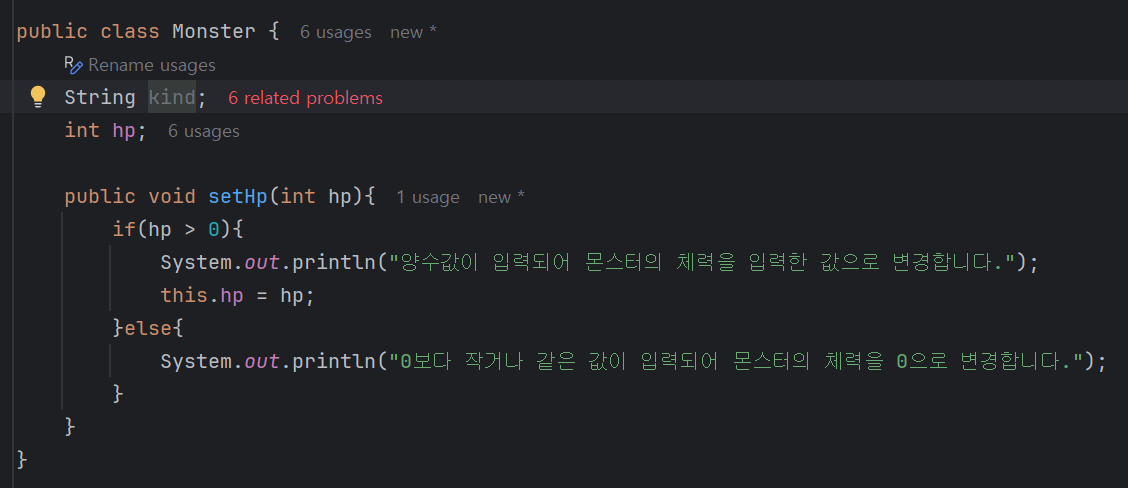 public class Monster {  6 usages  new *
Rename usages
String kind;  6 related problems
int hp;  6 usages
public void setHp(int hp){  1 usage  new *
if(hp > 0){
System.out.println("양수값이 입력되어 몬스터의 체력을 입력한 값으로 변경합니다.");
this.hp = hp;
}else{
System.out.println("0보다 작거나 같은 값이 입력되어 몬스터의 체력을 0으로 변경합니다.");
}
}
}